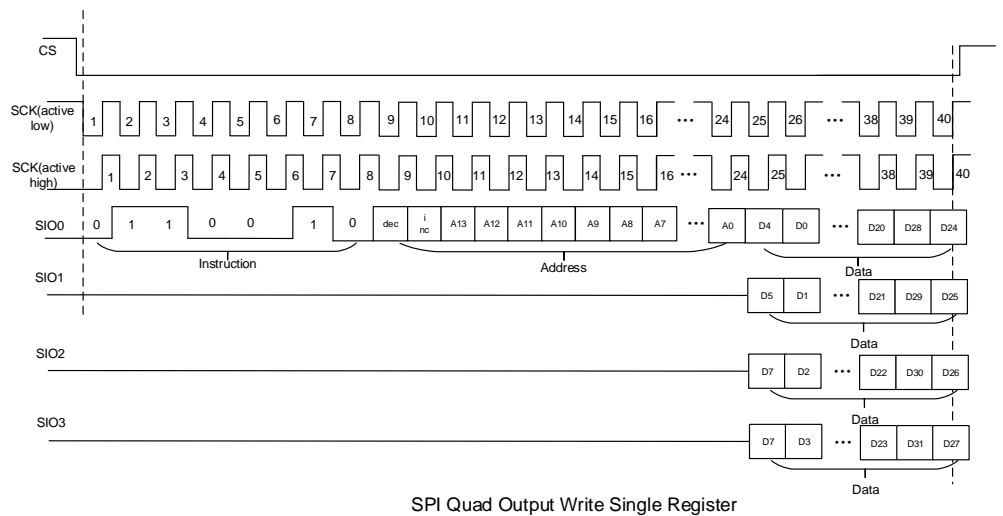 CS
SCK(active low)
1 2 3 4 5 6 7 8 9 10 11 12 13 14 15 16 ••• 24 25 26 ••• 38 39 40
SCK(active high)
1 2 3 4 5 6 7 8 9 10 11 12 13 14 15 16 ••• 24 25 ••• 38 39 40
SIO0
0 1 1 0 0 1 0 dec inc A13 A12 A11 A10 A9 A8 A7 ••• A0 D4 D0 ••• D20 D28 D24
Instruction Address Data
SIO1
D5 D1 ••• D21 D29 D25
Data
SIO2
D7 D2 ••• D22 D30 D26
Data
SIO3
D7 D3 ••• D23 D31 D27
Data
SPI Quad Output Write Single Register